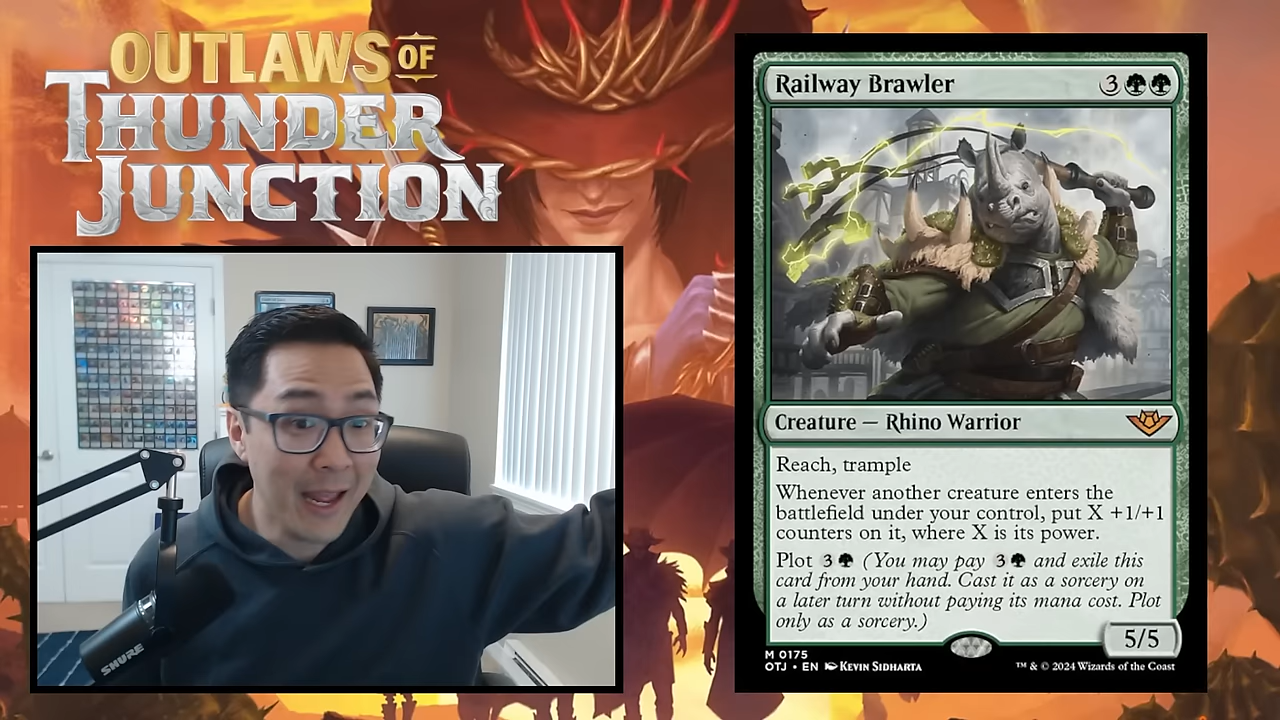 OUTLAWS OF
THUNDER
JUNCTION
Railway Brawler 3
Creature — Rhino Warrior
Reach, trample
Whenever another creature enters the
battlefield under your control, put X +1/+1
counters on it, where X is its power.
Plot 3 (You may pay 3 and exile this
card from your hand. Cast it as a sorcery on
a later turn without paying its mana cost. Plot
only as a sorcery.)
5/5
M 0175
OTJ • EN Kevin Sidharta
™ & © 2024 Wizards of the Coast
SHURE